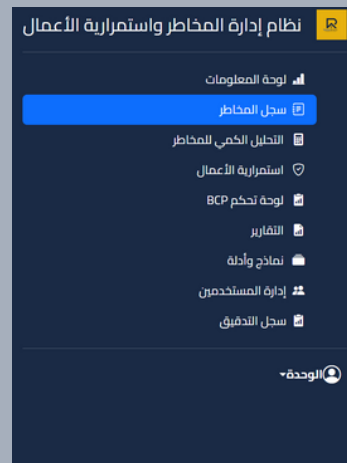 نظام إدارة المخاطر واستمرارية الأعمال
لوحة المعلومات
سجل المخاطر
التحليل الكمي للمخاطر
استمرارية الأعمال
لوحة تحكم BCP
التقارير
نماذج وأدلة
إدارة المستخدمين
سجل التدقيق
الوحدة